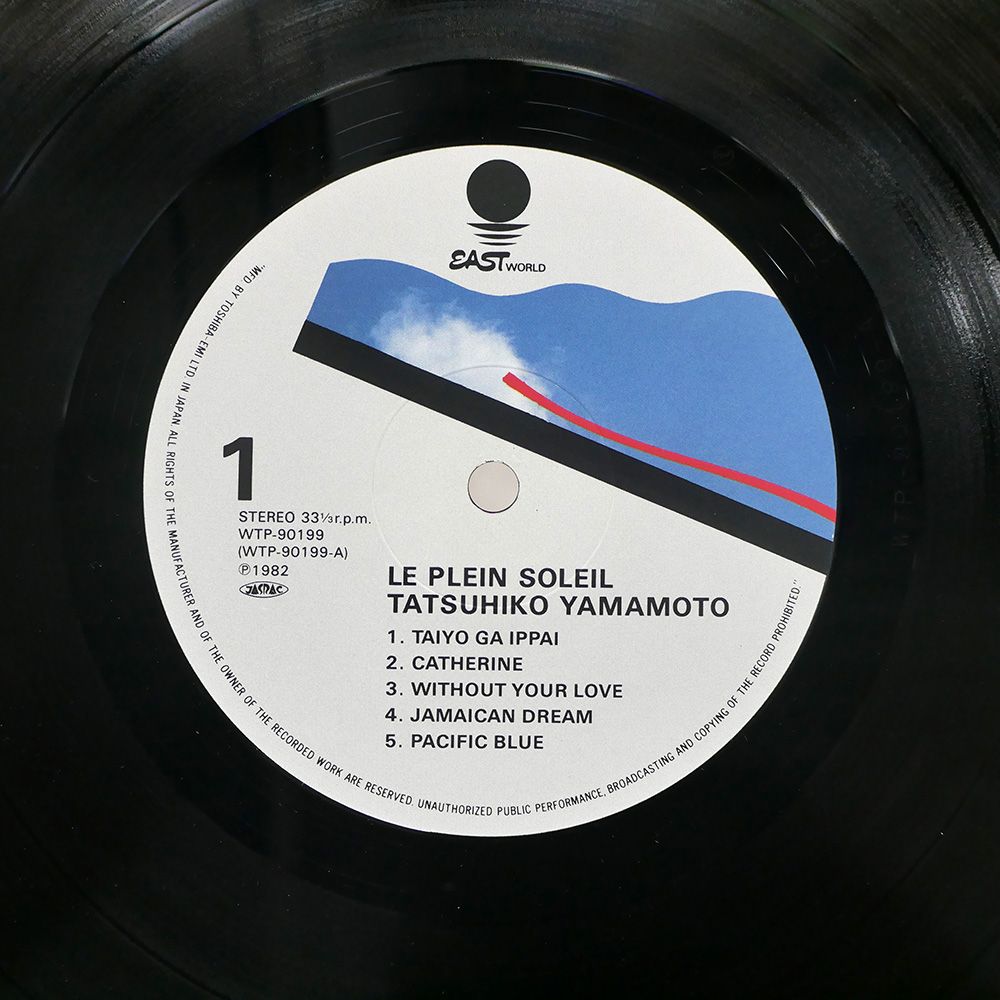 EAST WORLD
1
STEREO 33⅓ r.p.m.
WTP-90199
(WTP-90199-A)
℗1982
JASRAC
LE PLEIN SOLEIL
TATSUHIKO YAMAMOTO
1. TAIYO GA IPPAI
2. CATHERINE
3. WITHOUT YOUR LOVE
4. JAMAICAN DREAM
5. PACIFIC BLUE
"MFD BY TOSHIBA-EMI LTD. IN JAPAN. ALL RIGHTS OF THE MANUFACTURER AND OF THE OWNER OF THE RECORDED WORK ARE RESERVED. UNAUTHORIZED PUBLIC PERFORMANCE, BROADCASTING AND COPYING OF THE RECORD PROHIBITED."